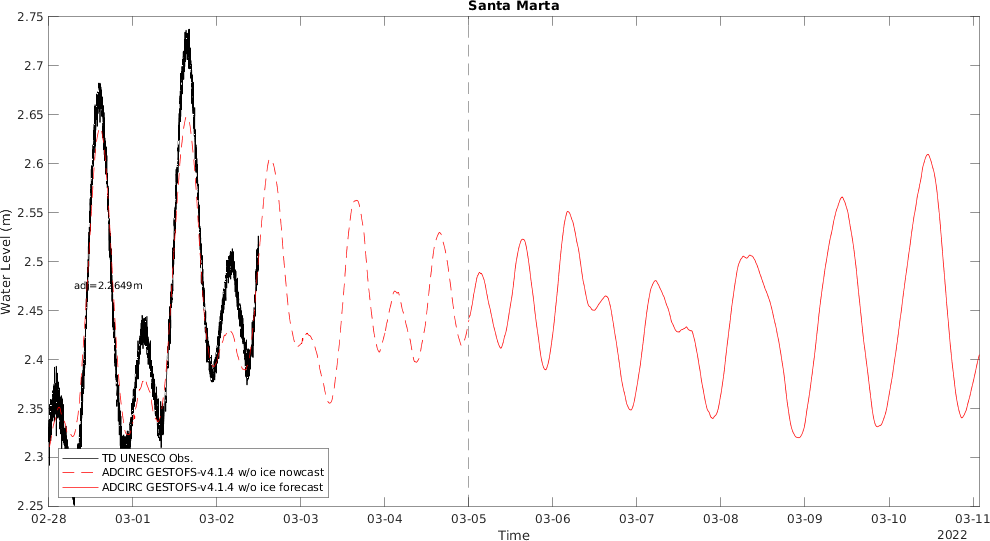 Santa Marta
2.75
2.7
2.65
2.6
2.55
2.5
2.45
2.4
2.35
2.3
2.25
Water Level (m)
adj=2.2649m
TD UNESCO Obs.
ADCIRC GESTOFS-v4.1.4 w/o ice nowcast
ADCIRC GESTOFS-v4.1.4 w/o ice forecast
02-28 03-01 03-02 03-03 03-04 03-05 03-06 03-07 03-08 03-09 03-10 03-11
Time
2022